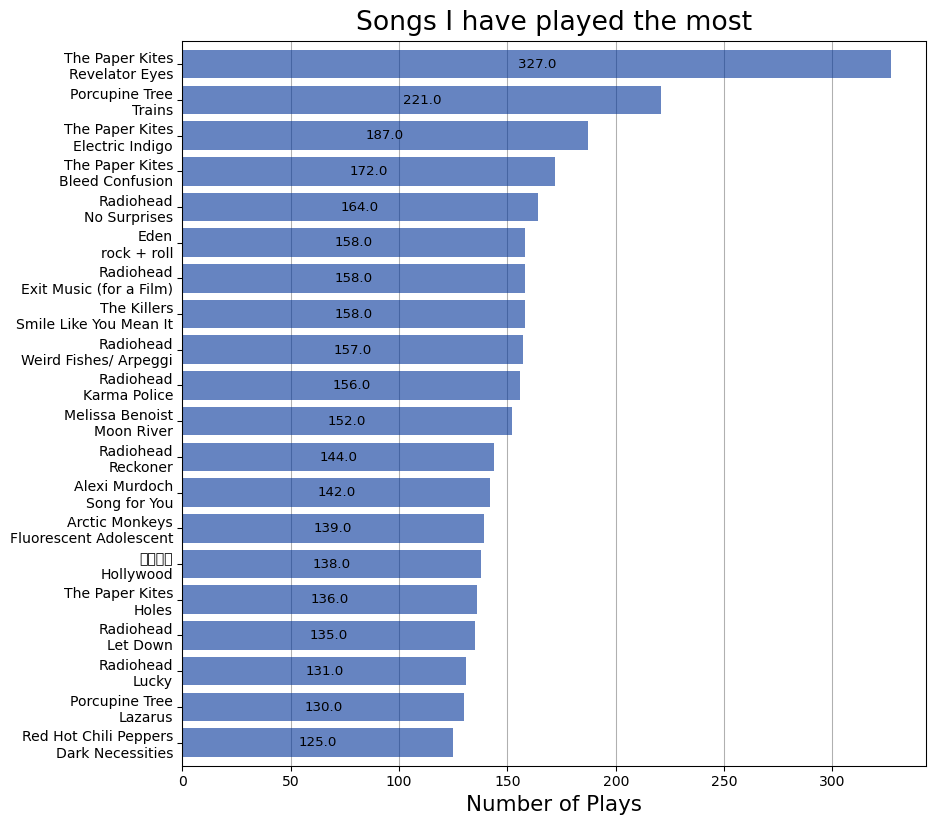 Songs I have played the most
The Paper Kites
Revelator Eyes
327.0
Porcupine Tree
Trains
221.0
The Paper Kites
Electric Indigo
187.0
The Paper Kites
Bleed Confusion
172.0
Radiohead
No Surprises
164.0
Eden
rock + roll
158.0
Radiohead
Exit Music (for a Film)
158.0
The Killers
Smile Like You Mean It
158.0
Radiohead
Weird Fishes/ Arpeggi
157.0
Radiohead
Karma Police
156.0
Melissa Benoist
Moon River
152.0
Radiohead
Reckoner
144.0
Alexi Murdoch
Song for You
142.0
Arctic Monkeys
Fluorescent Adolescent
139.0
Hollywood
138.0
The Paper Kites
Holes
136.0
Radiohead
Let Down
135.0
Radiohead
Lucky
131.0
Porcupine Tree
Lazarus
130.0
Red Hot Chili Peppers
Dark Necessities
125.0
0 50 100 150 200 250 300
Number of Plays